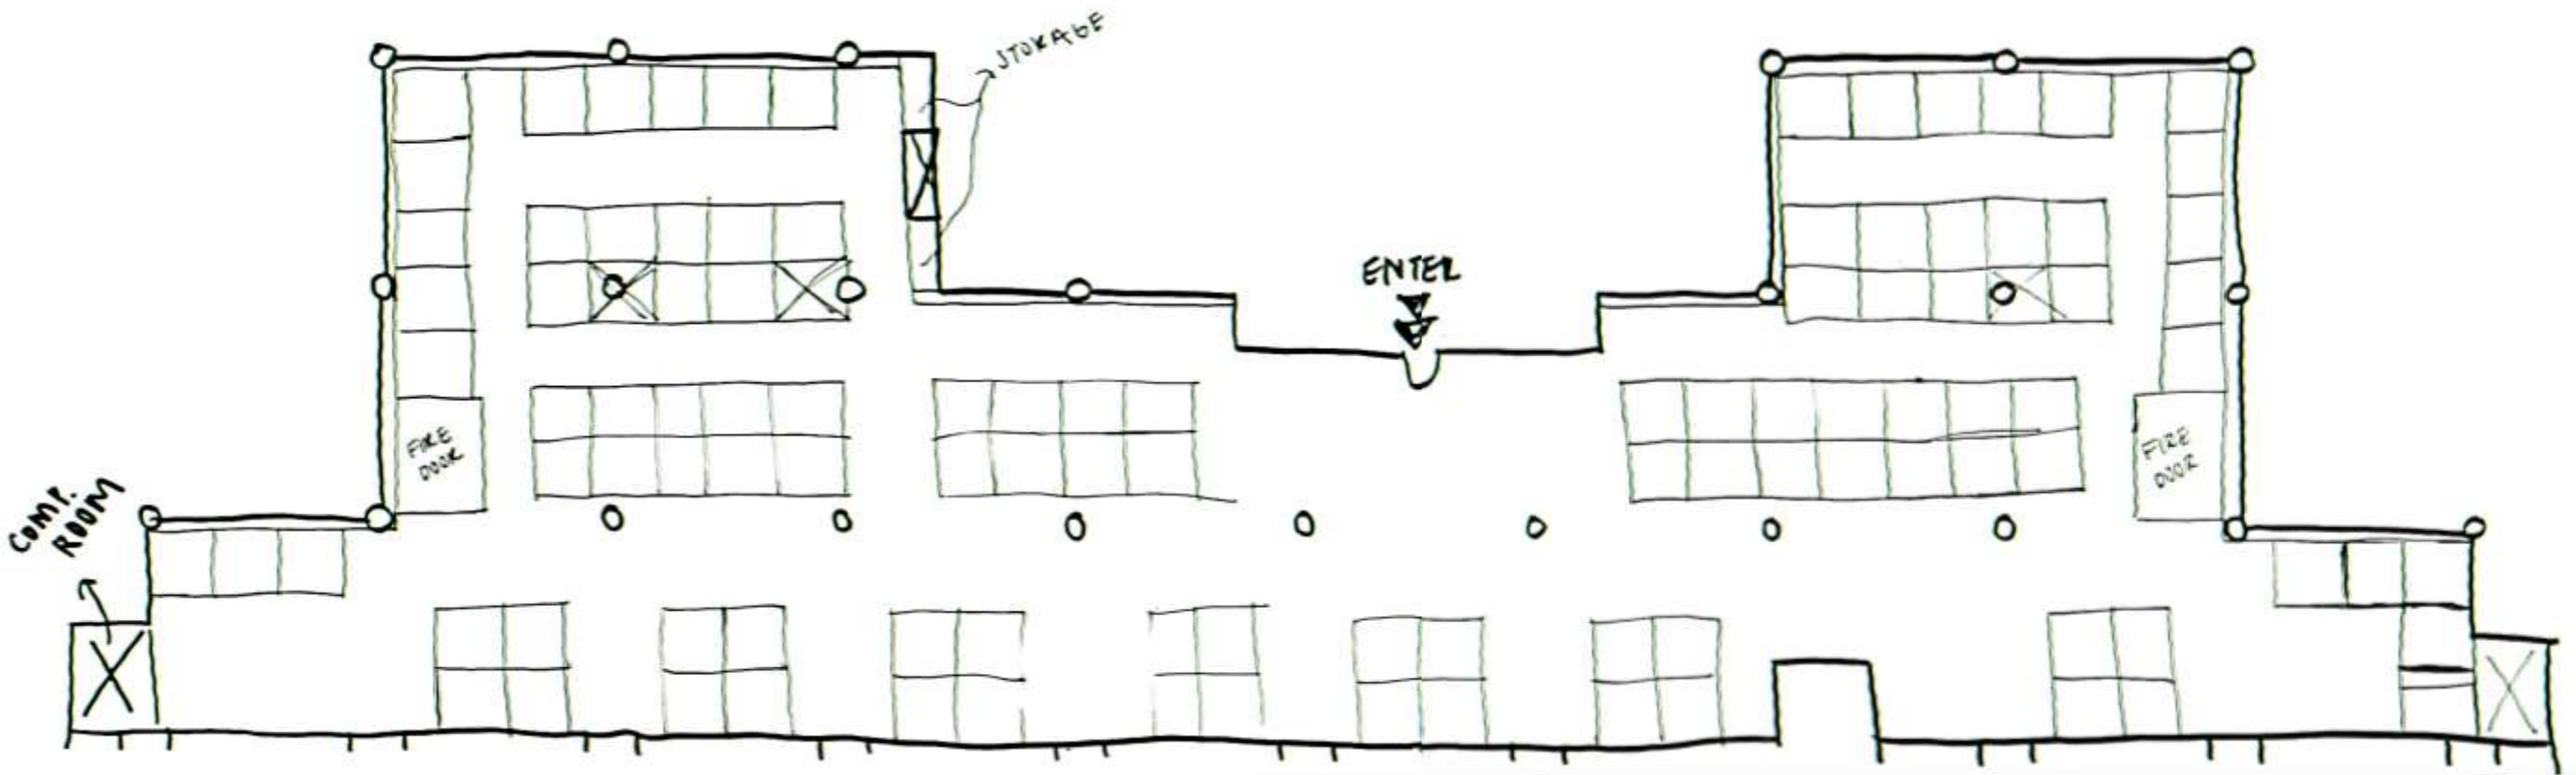 STORAGE
ENTER
FIRE
DOOR
FIRE
DOOR
COMP.
ROOM